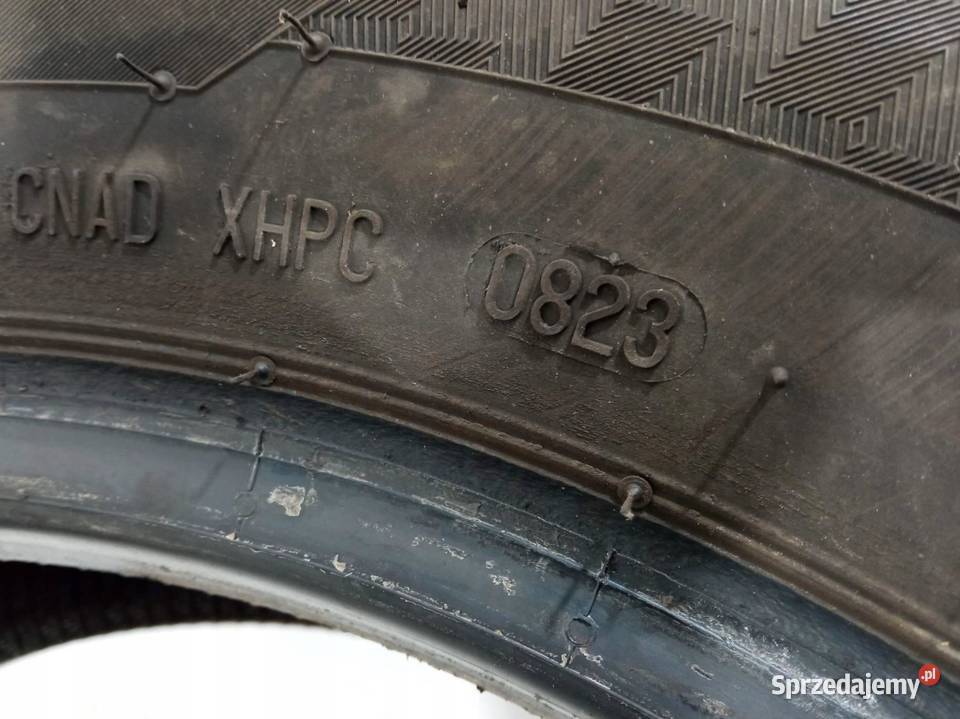 CNAD XHPC 0823
Sprzedajemy.pl